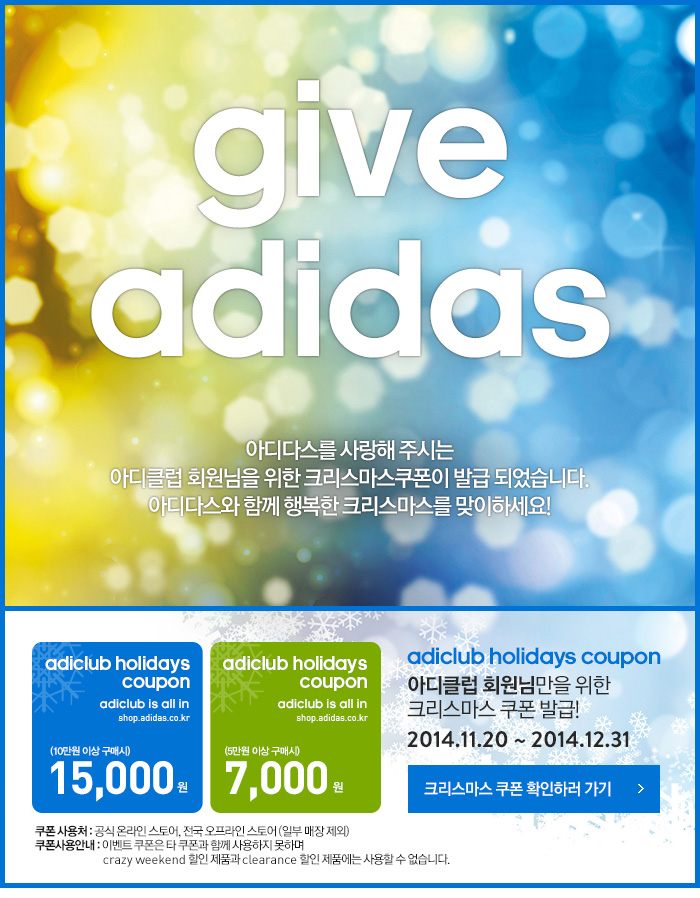 give
adidas
아디다스를 사랑해 주시는
아디클럽 회원님을 위한 크리스마스쿠폰이 발급 되었습니다.
아디다스와 함께 행복한 크리스마스를 맞이하세요!
adiclub holidays
coupon
adiclub is all in
shop.adidas.co.kr
(10만원 이상 구매시)
15,000 원
adiclub holidays
coupon
adiclub is all in
shop.adidas.co.kr
(5만원 이상 구매시)
7,000 원
adiclub holidays coupon
아디클럽 회원님만을 위한
크리스마스 쿠폰 발급!
2014.11.20 ~ 2014.12.31
크리스마스 쿠폰 확인하러 가기 >
쿠폰 사용처 : 공식 온라인 스토어, 전국 오프라인 스토어 (일부 매장 제외)
쿠폰사용안내 : 이벤트 쿠폰은 타 쿠폰과 함께 사용하지 못하며
crazy weekend 할인 제품과 clearance 할인 제품에는 사용할 수 없습니다.